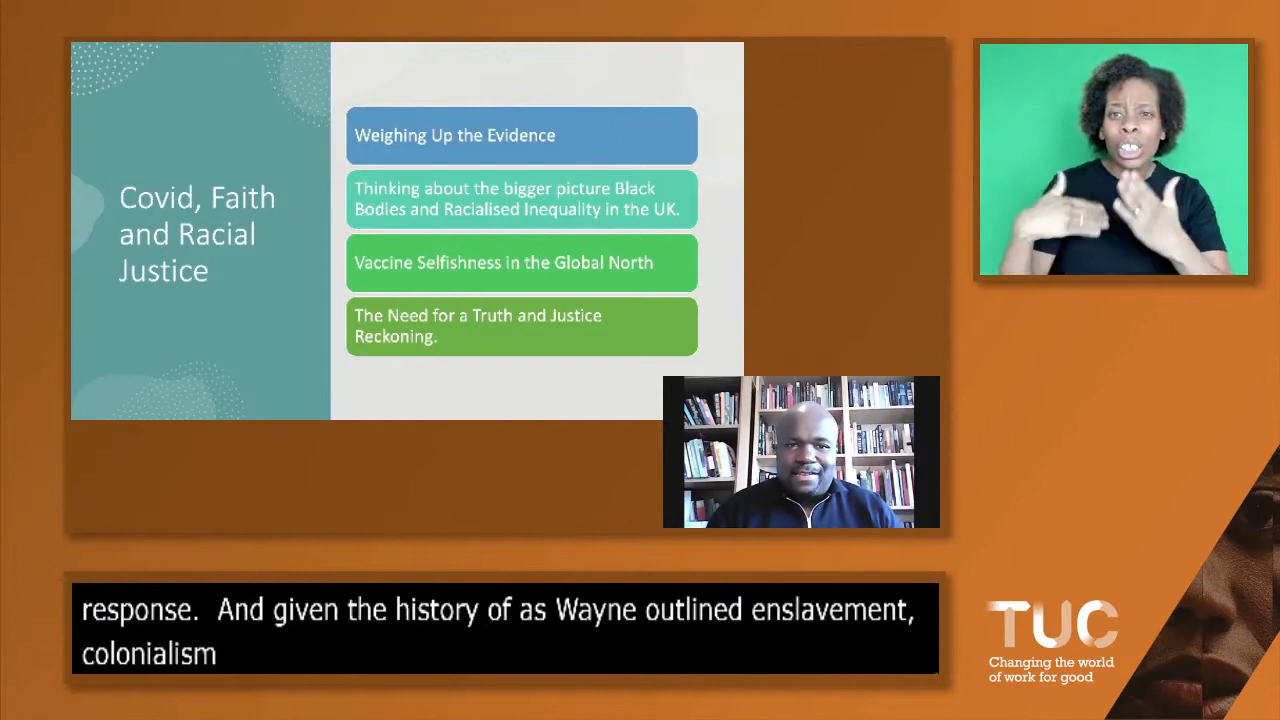 Covid, Faith
and Racial
Justice
Weighing Up the Evidence
Thinking about the bigger picture Black
Bodies and Racialised Inequality in the UK.
Vaccine Selfishness in the Global North
The Need for a Truth and Justice
Reckoning.
response.  And given the history of as Wayne outlined enslavement,
colonialism
TUC
Changing the world
of work for good